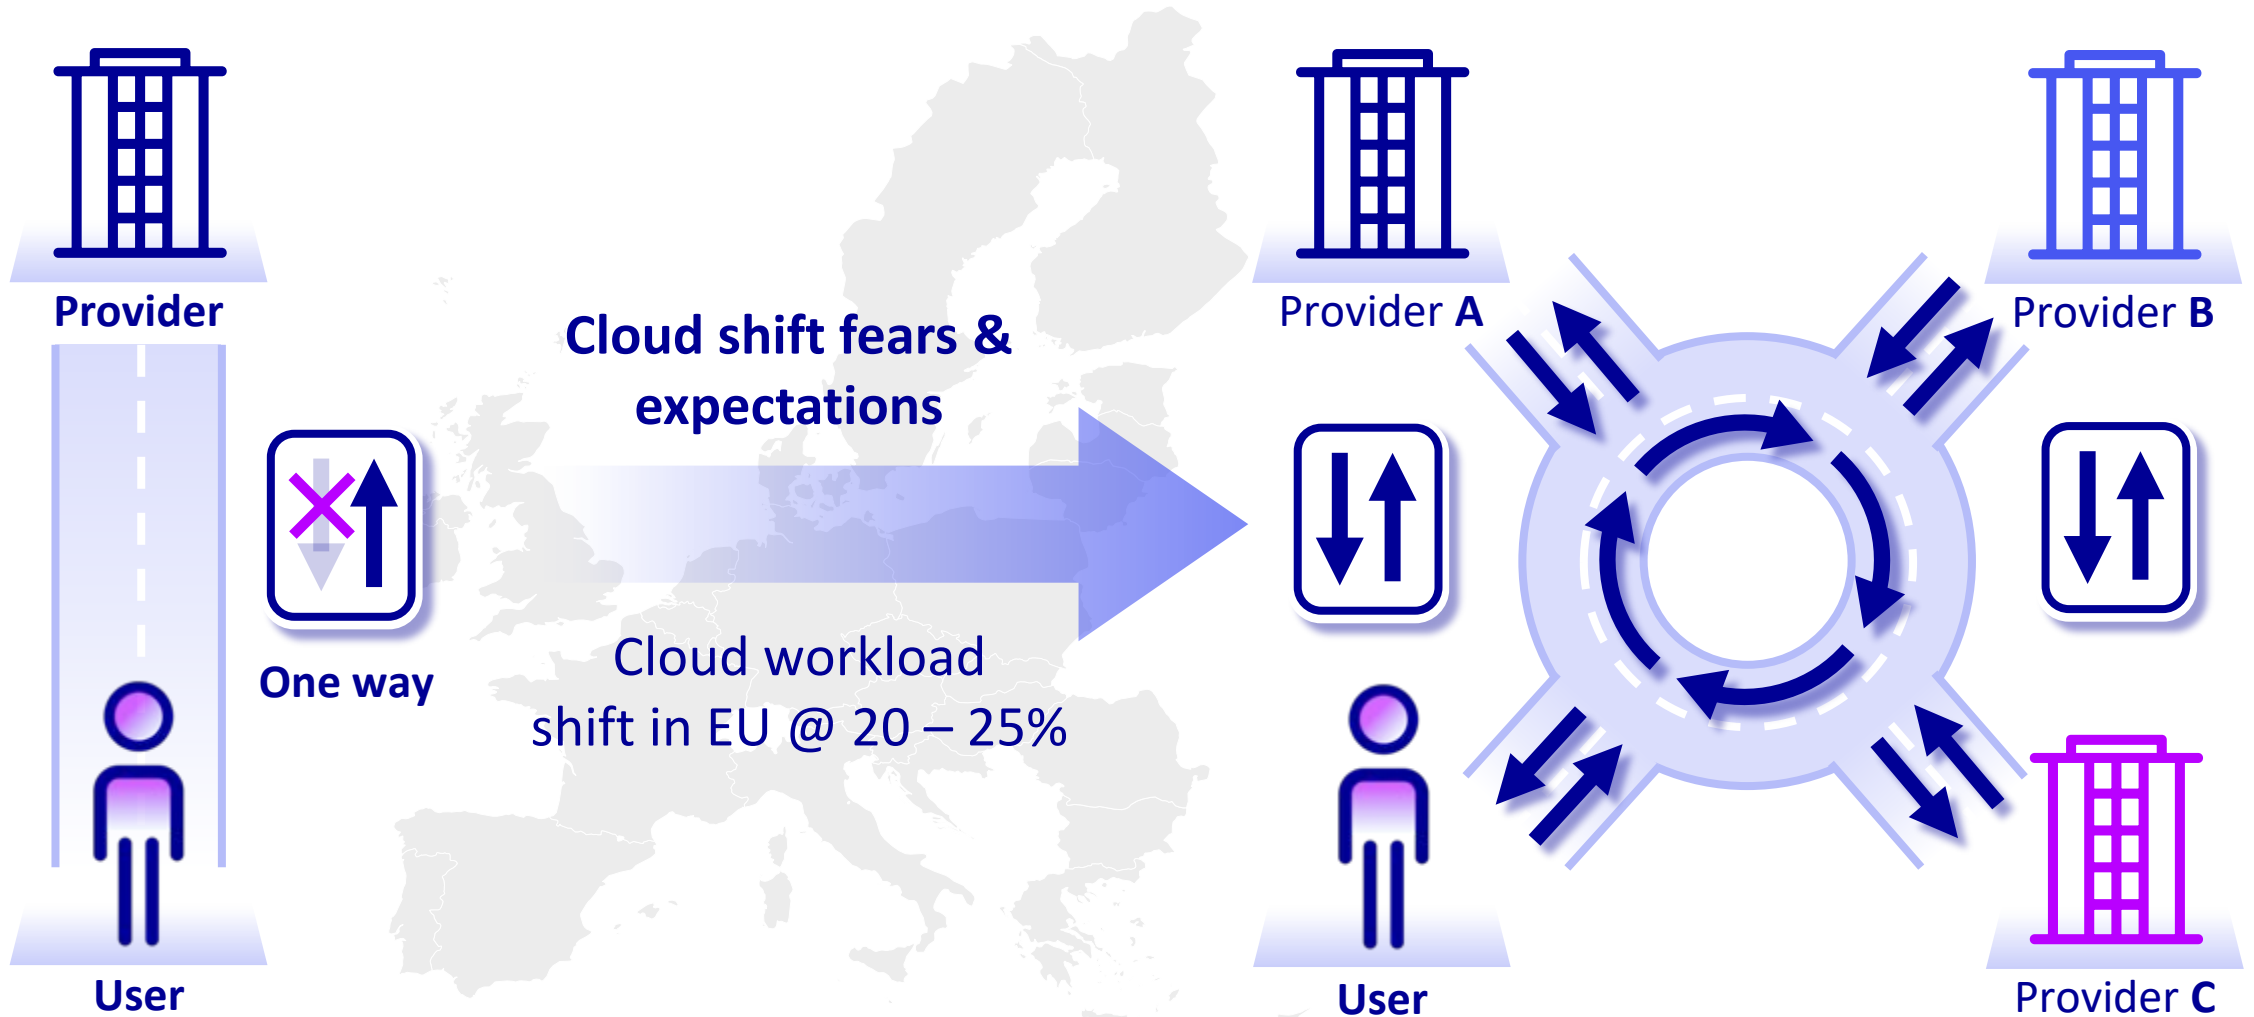 Provider
One way
User
Cloud shift fears &
expectations
Cloud workload
shift in EU @ 20 – 25%
Provider A
Provider B
User
Provider C